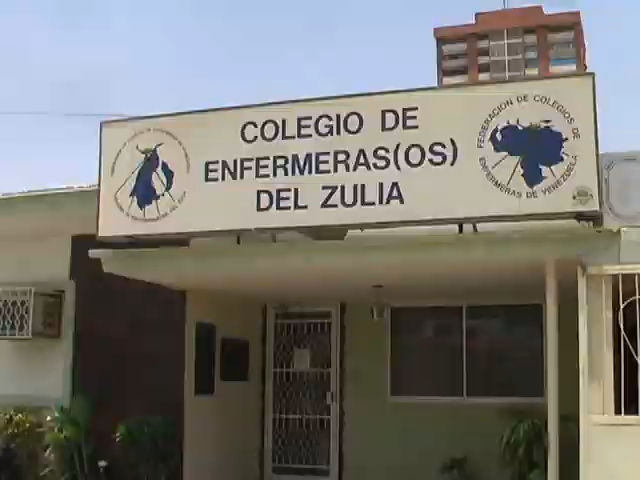 COLEGIO DE
ENFERMERAS(OS)
DEL ZULIA
FEDERACION DE COLEGIOS DE
ENFERMERAS DE VENEZUELA